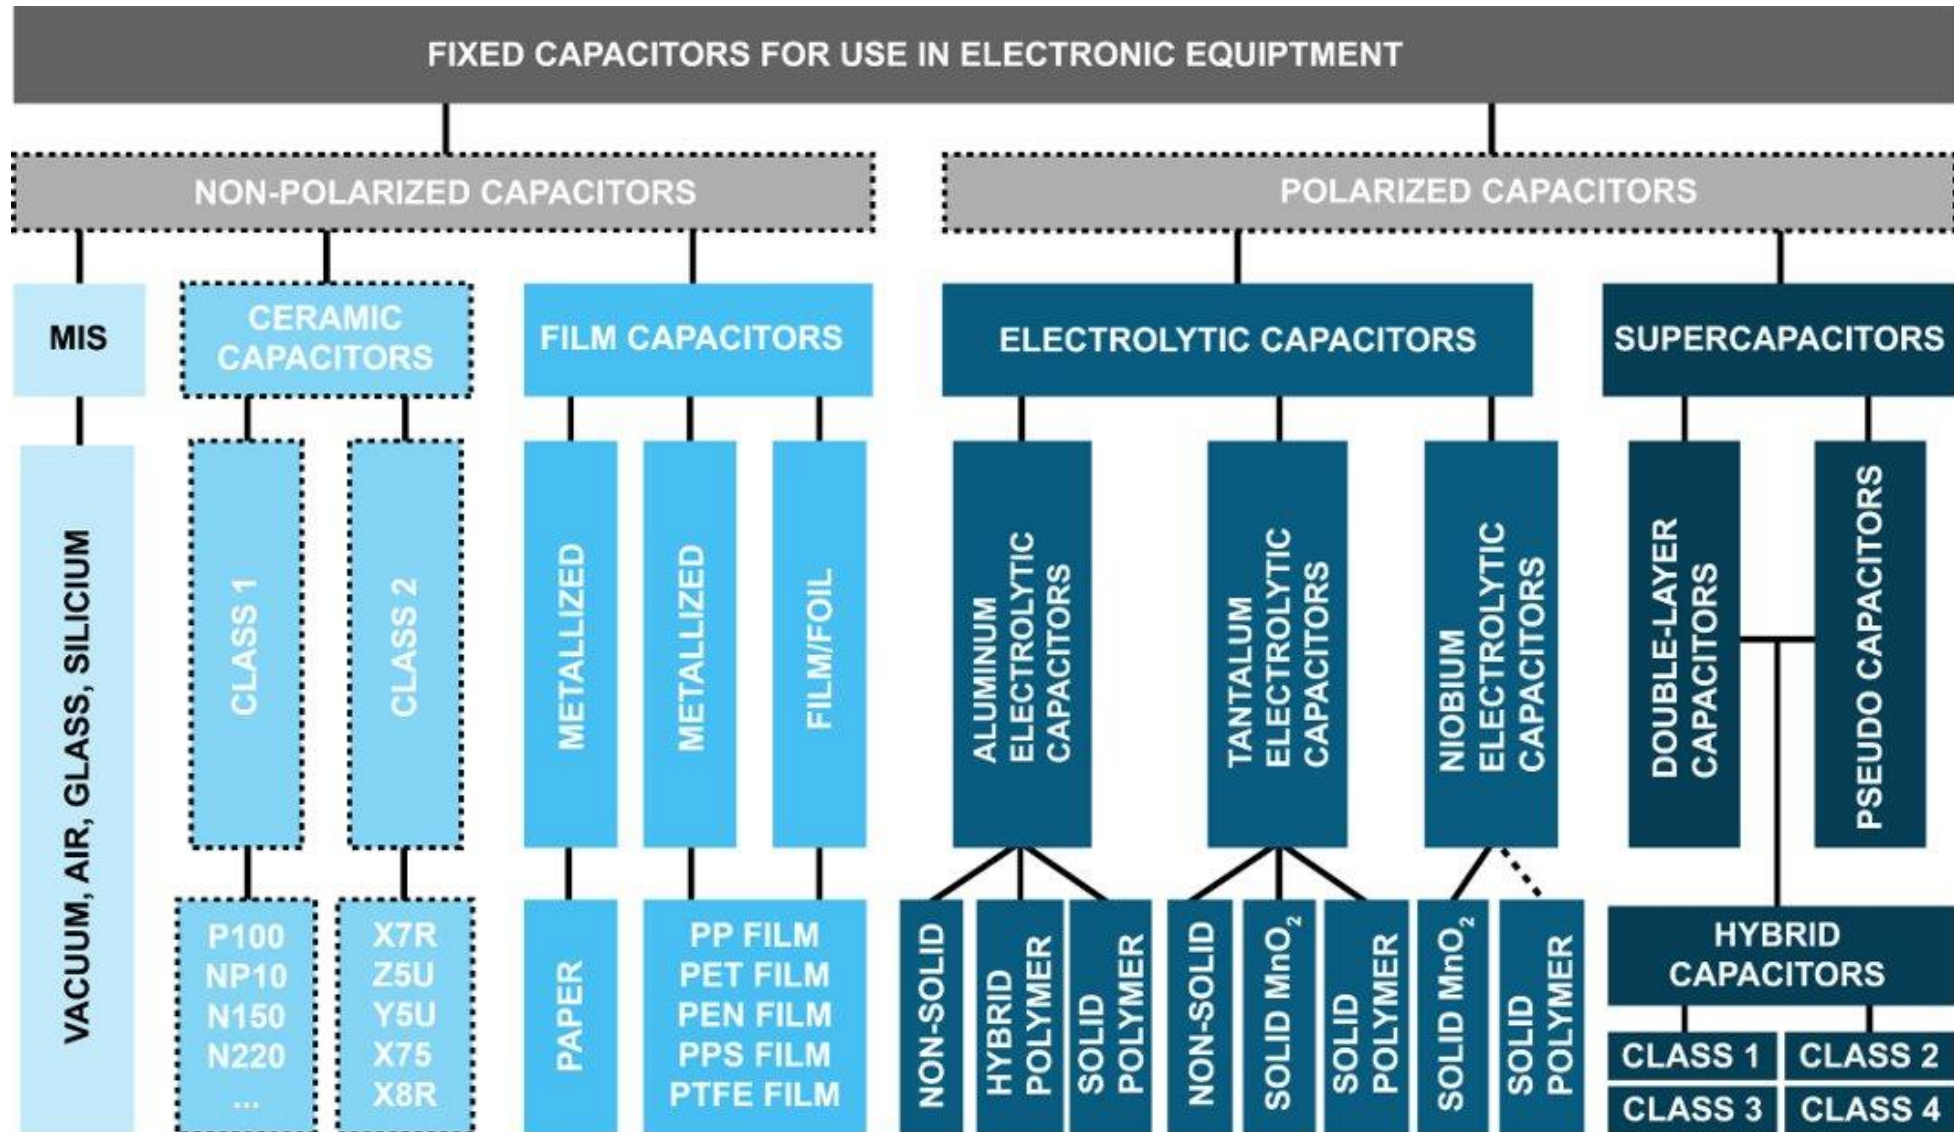 FIXED CAPACITORS FOR USE IN ELECTRONIC EQUIPTMENT
NON-POLARIZED CAPACITORS
POLARIZED CAPACITORS
MIS
CERAMIC
CAPACITORS
FILM CAPACITORS
ELECTROLYTIC CAPACITORS
SUPERCAPACITORS
VACUUM, AIR, GLASS, SILICIUM
CLASS 1
CLASS 2
METALLIZED
METALLIZED
FILM/FOIL
ALUMINUM
ELECTROLYTIC
CAPACITORS
TANTALUM
ELECTROLYTIC
CAPACITORS
NIOBIUM
ELECTROLYTIC
CAPACITORS
DOUBLE-LAYER
CAPACITORS
PSEUDO CAPACITORS
P100
NP10
N150
N220
...
X7R
Z5U
Y5U
X75
X8R
PAPER
PP FILM
PET FILM
PEN FILM
PPS FILM
PTFE FILM
NON-SOLID
HYBRID
POLYMER
SOLID
POLYMER
NON-SOLID
SOLID MnO₂
SOLID
POLYMER
SOLID MnO₂
SOLID
POLYMER
HYBRID
CAPACITORS
CLASS 1
CLASS 2
CLASS 3
CLASS 4